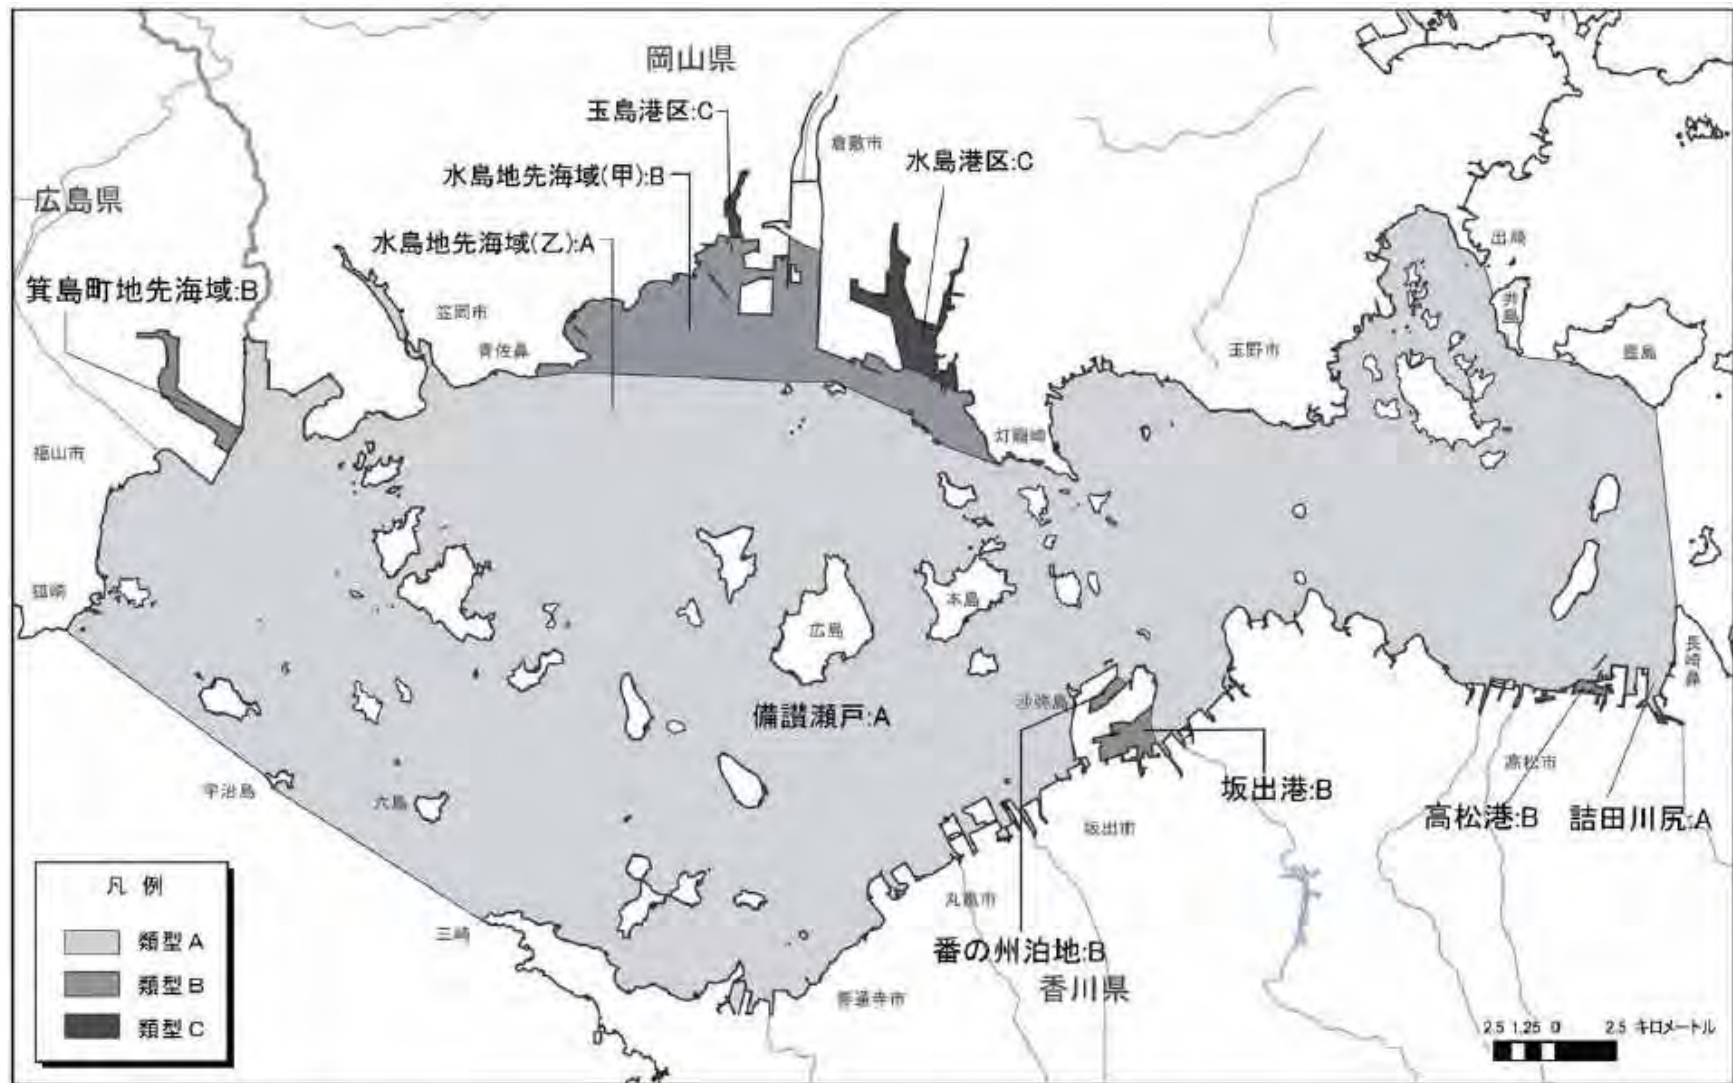 岡山県
玉島港区:C
倉敷市
水島港区:C
水島地先海域(甲):B
広島県
水島地先海域(乙):A
出崎
箕島町地先海域:B
井島
笠岡市
青佐鼻
玉野市
豊島
灯籠崎
福山市
本島
広島
長崎鼻
沙弥島
備讃瀬戸:A
高松市
宇治島
六島
坂出港:B
高松港:B
詰田川尻:A
坂出市
凡 例
丸亀市
類型A
三崎
番の州泊地:B
類型B
香川県
善通寺市
類型C
2.5 1.25 0 2.5 キロメートル